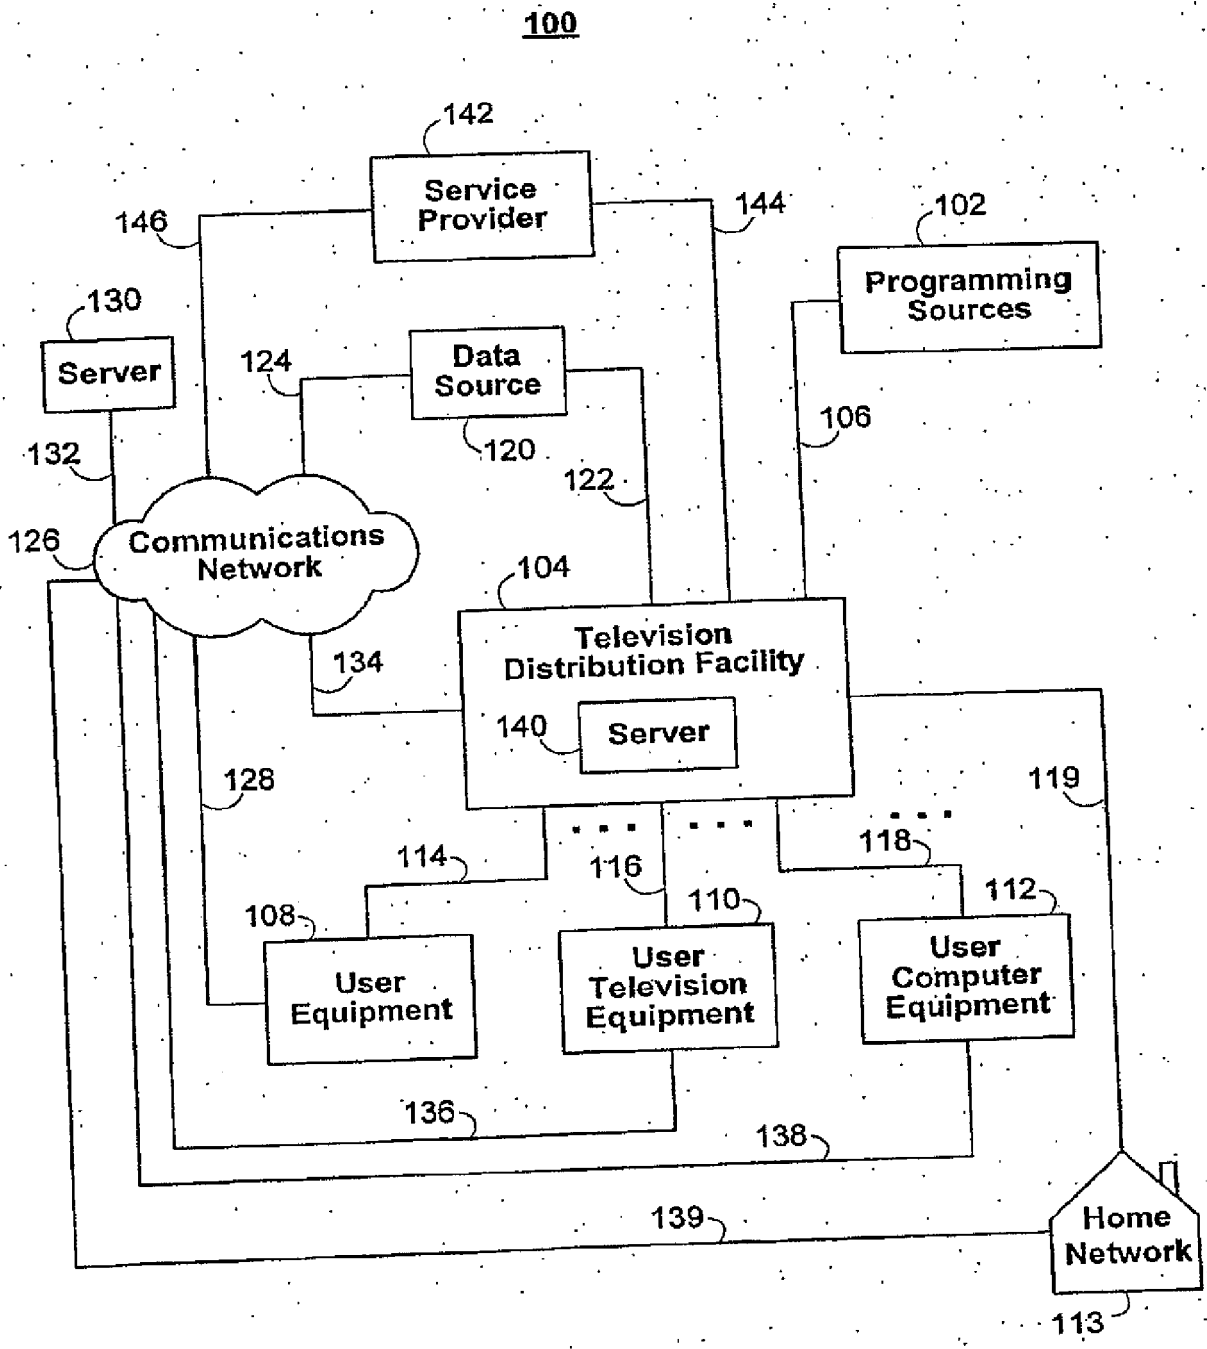 100
142
Service
Provider
146
144
102
Programming
Sources
130
Server
124
Data
Source
120
106
132
122
126
Communications
Network
104
Television
Distribution Facility
134
140
Server
128
119
114
116
118
108
110
112
User
Equipment
User
Television
Equipment
User
Computer
Equipment
136
138
139
Home
Network
113